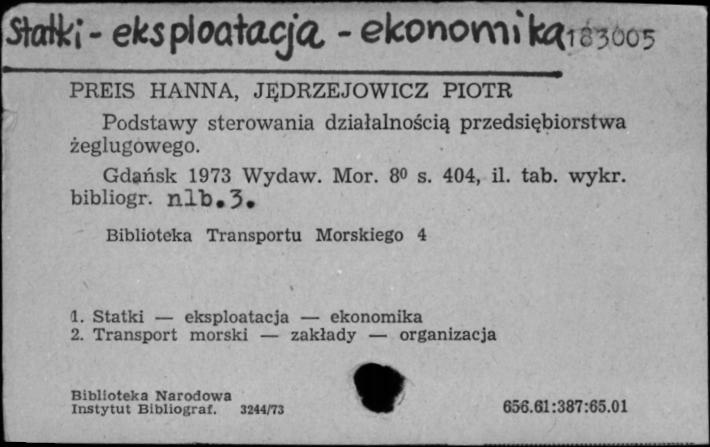 Statki - eksploatacja - ekonomika 183005
PREIS HANNA, JĘDRZEJOWICZ PIOTR
Podstawy sterowania działalnością przedsiębiorstwa
żeglugowego.
Gdańsk 1973 Wydaw. Mor. 8⁰ s. 404, il. tab. wykr.
bibliogr. nlb.3.
Biblioteka Transportu Morskiego 4
1. Statki — eksploatacja — ekonomika
2. Transport morski — zakłady — organizacja
Biblioteka Narodowa
Instytut Bibliograf. 3244/73 656.61:387:65.01